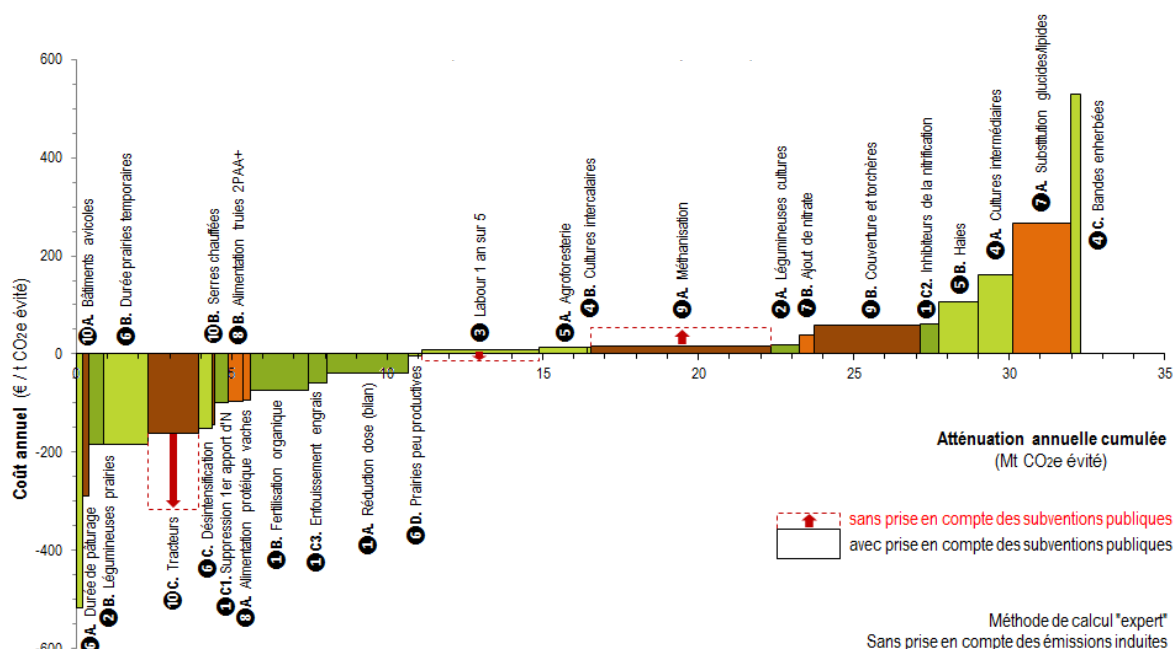 600
400
200
0
-200
-400
-600
Coût annuel (€ / t CO2e évité)
0
5
10
15
20
25
30
35
10 A. Bâtiments avicoles
6 B. Durée prairies temporaires
10 B. Serres chauffées
8 B. Alimentation truies 2PAA+
3 Labour 1 an sur 5
5 A. Agroforesterie
4 B. Cultures intercalaires
9 A. Méthanisation
2 A. Légumineuses cultures
7 B. Ajout de nitrate
9 B. Couverture et torchères
1 C2. Inhibiteurs de la nitrification
5 B. Haies
4 A. Cultures intermédiaires
7 A. Substitution glucides/lipides
4 C. Bandes enherbées
6 A. Durée de pâturage
2 B. Légumineuses prairies
10 C. Tracteurs
6 C. Désintensification
1 C1. Suppression 1er apport d'N
8 A. Alimentation protéique vaches
1 B. Fertilisation organique
1 C3. Enfouissement engrais
1 A. Réduction dose (bilan)
6 D. Prairies peu productives
Atténuation annuelle cumulée
(Mt CO2e évité)
sans prise en compte des subventions publiques
avec prise en compte des subventions publiques
Méthode de calcul "expert"
Sans prise en compte des émissions induites